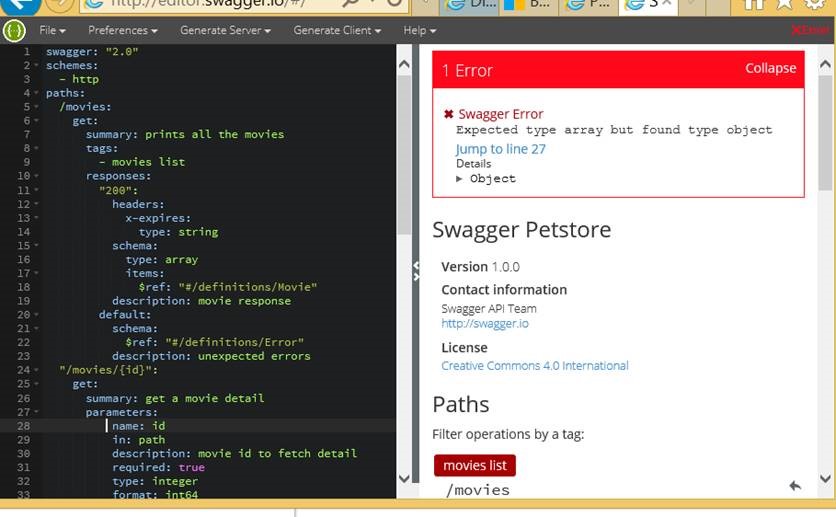 http://editor.swagger.io/#/
Di...
B...
P...
S
File
Preferences
Generate Server
Generate Client
Help
Error
1 swagger: "2.0"
2 schemes:
3 - http
4 paths:
5 /movies:
6 get:
7 summary: prints all the movies
8 tags:
9 - movies list
10 responses:
11 "200":
12 headers:
13 x-expires:
14 type: string
15 schema:
16 type: array
17 items:
18 $ref: "#/definitions/Movie"
19 description: movie response
20 default:
21 schema:
22 $ref: "#/definitions/Error"
23 description: unexpected errors
24 "/movies/{id}":
25 get:
26 summary: get a movie detail
27 parameters:
28 name: id
29 in: path
30 description: movie id to fetch detail
31 required: true
32 type: integer
33 format: int64
1 Error
Collapse
Swagger Error
Expected type array but found type object
Jump to line 27
Details
Object
Swagger Petstore
Version 1.0.0
Contact information
Swagger API Team
http://swagger.io
License
Creative Commons 4.0 International
Paths
Filter operations by a tag:
movies list
/movies